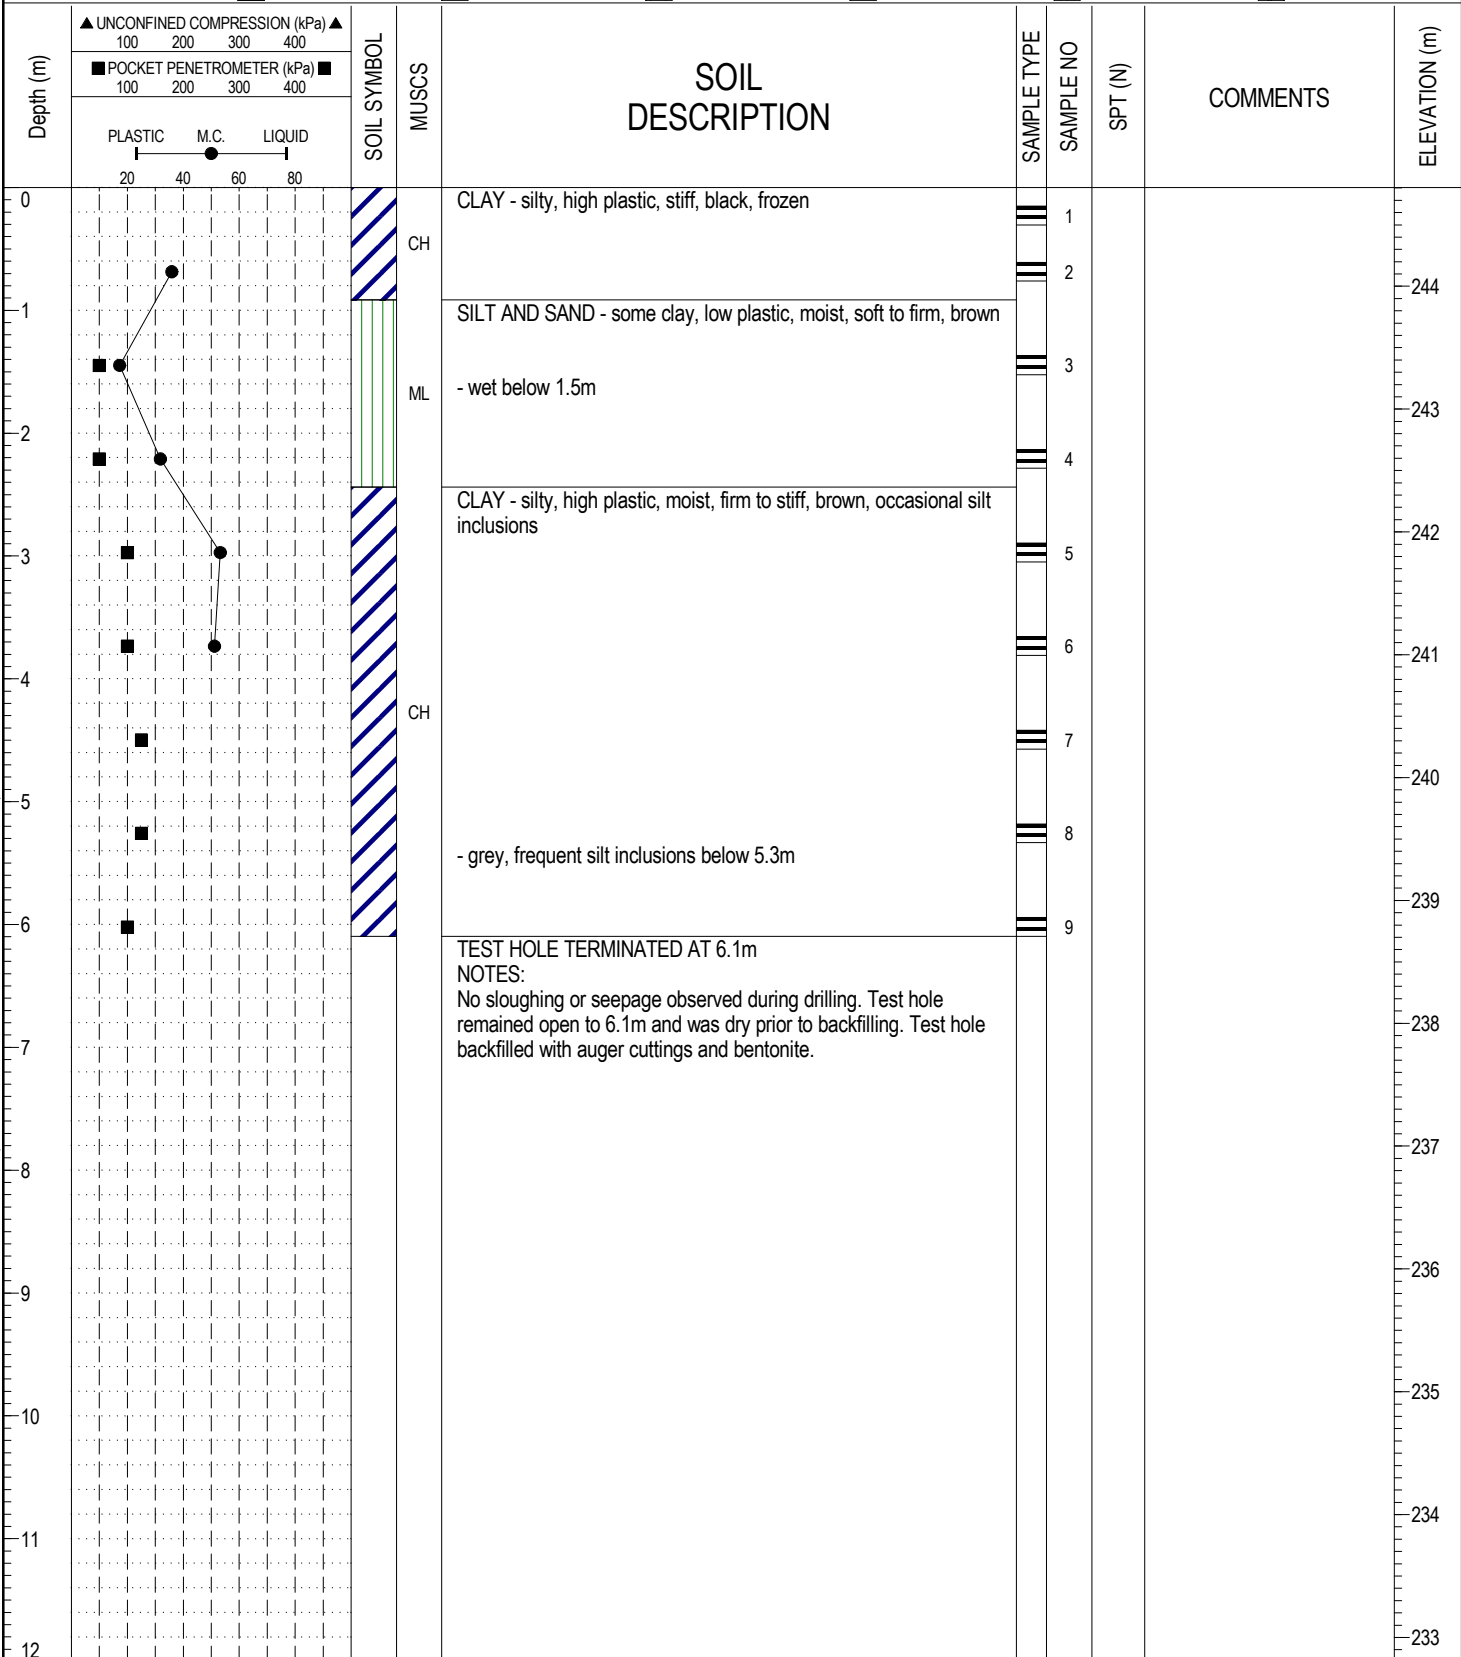 ▲ UNCONFINED COMPRESSION (kPa) ▲
100 200 300 400
■ POCKET PENETROMETER (kPa) ■
100 200 300 400
PLASTIC M.C. LIQUID
20 40 60 80
Depth (m)
SOIL SYMBOL
MUSCS
SOIL
DESCRIPTION
SAMPLE TYPE
SAMPLE NO
SPT (N)
COMMENTS
ELEVATION (m)
0
CLAY - silty, high plastic, stiff, black, frozen
1
CH
2
244
1
SILT AND SAND - some clay, low plastic, moist, soft to firm, brown
3
- wet below 1.5m
ML
243
2
4
CLAY - silty, high plastic, moist, firm to stiff, brown, occasional silt
inclusions
242
3
5
6
241
4
CH
7
240
5
8
- grey, frequent silt inclusions below 5.3m
239
6
9
TEST HOLE TERMINATED AT 6.1m
NOTES:
No sloughing or seepage observed during drilling. Test hole
remained open to 6.1m and was dry prior to backfilling. Test hole
backfilled with auger cuttings and bentonite.
238
7
237
8
236
9
235
10
234
11
233
12